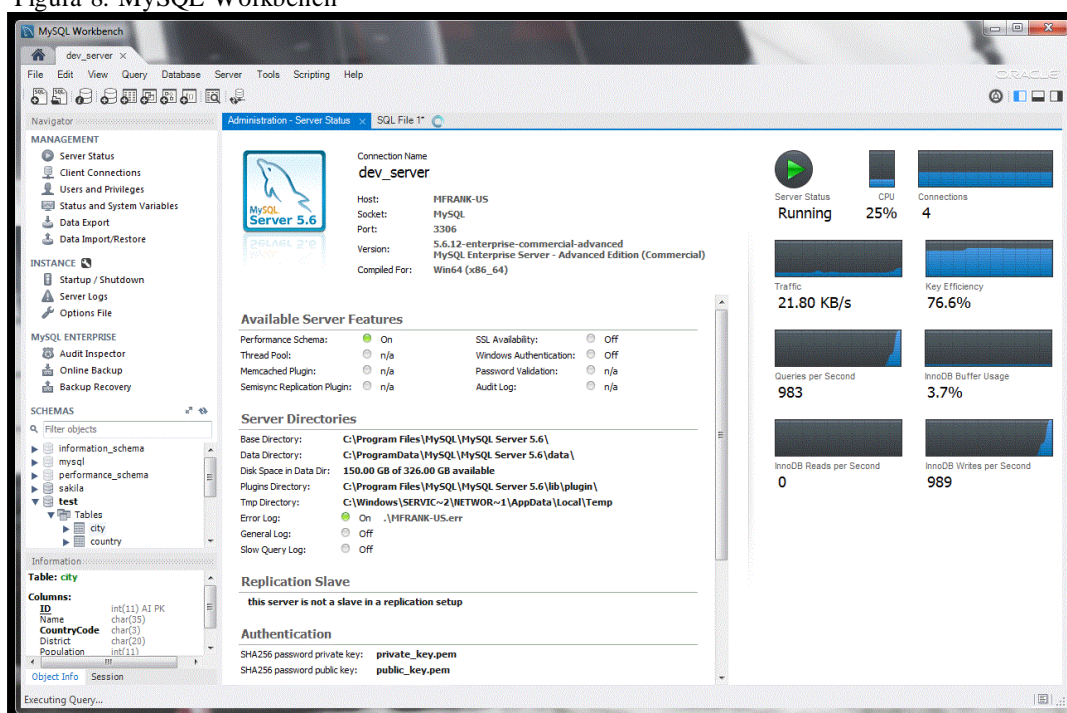 Figura 8. MySQL Workbench
MySQL Workbench
dev_server ×
File Edit View Query Database Server Tools Scripting Help
ORACLE
Navigator
Administration - Server Status × SQL File 1*
MANAGEMENT
Server Status
Client Connections
Users and Privileges
Status and System Variables
Data Export
Data Import/Restore
INSTANCE
Startup / Shutdown
Server Logs
Options File
MySQL ENTERPRISE
Audit Inspector
Online Backup
Backup Recovery
SCHEMAS
Filter objects
information_schema
mysql
performance_schema
sakila
test
Tables
city
country
Information
Table: city
Columns:
ID int(11) AI PK
Name char(35)
CountryCode char(3)
District char(20)
Population int(11)
Object Info Session
Executing Query...
MySQL
Server 5.6
Connection Name
dev_server
Host: MFRANK-US
Socket: MySQL
Port: 3306
Version: 5.6.12-enterprise-commercial-advanced
MySQL Enterprise Server - Advanced Edition (Commercial)
Compiled For: Win64 (x86_64)
Available Server Features
Performance Schema: On SSL Availability: Off
Thread Pool: n/a Windows Authentication: Off
Memcached Plugin: n/a Password Validation: n/a
Semisync Replication Plugin: n/a Audit Log: n/a
Server Directories
Base Directory: C:\Program Files\MySQL\MySQL Server 5.6\
Data Directory: C:\ProgramData\MySQL\MySQL Server 5.6\data\
Disk Space in Data Dir: 150.00 GB of 326.00 GB available
Plugins Directory: C:\Program Files\MySQL\MySQL Server 5.6\lib\plugin\
Tmp Directory: C:\Windows\SERVIC~2\NETWOR~1\AppData\Local\Temp
Error Log: On .\MFRANK-US.err
General Log: Off
Slow Query Log: Off
Replication Slave
this server is not a slave in a replication setup
Authentication
SHA256 password private key: private_key.pem
SHA256 password public key: public_key.pem
Server Status CPU Connections
Running 25% 4
Traffic Key Efficiency
21.80 KB/s 76.6%
Queries per Second InnoDB Buffer Usage
983 3.7%
InnoDB Reads per Second InnoDB Writes per Second
0 989